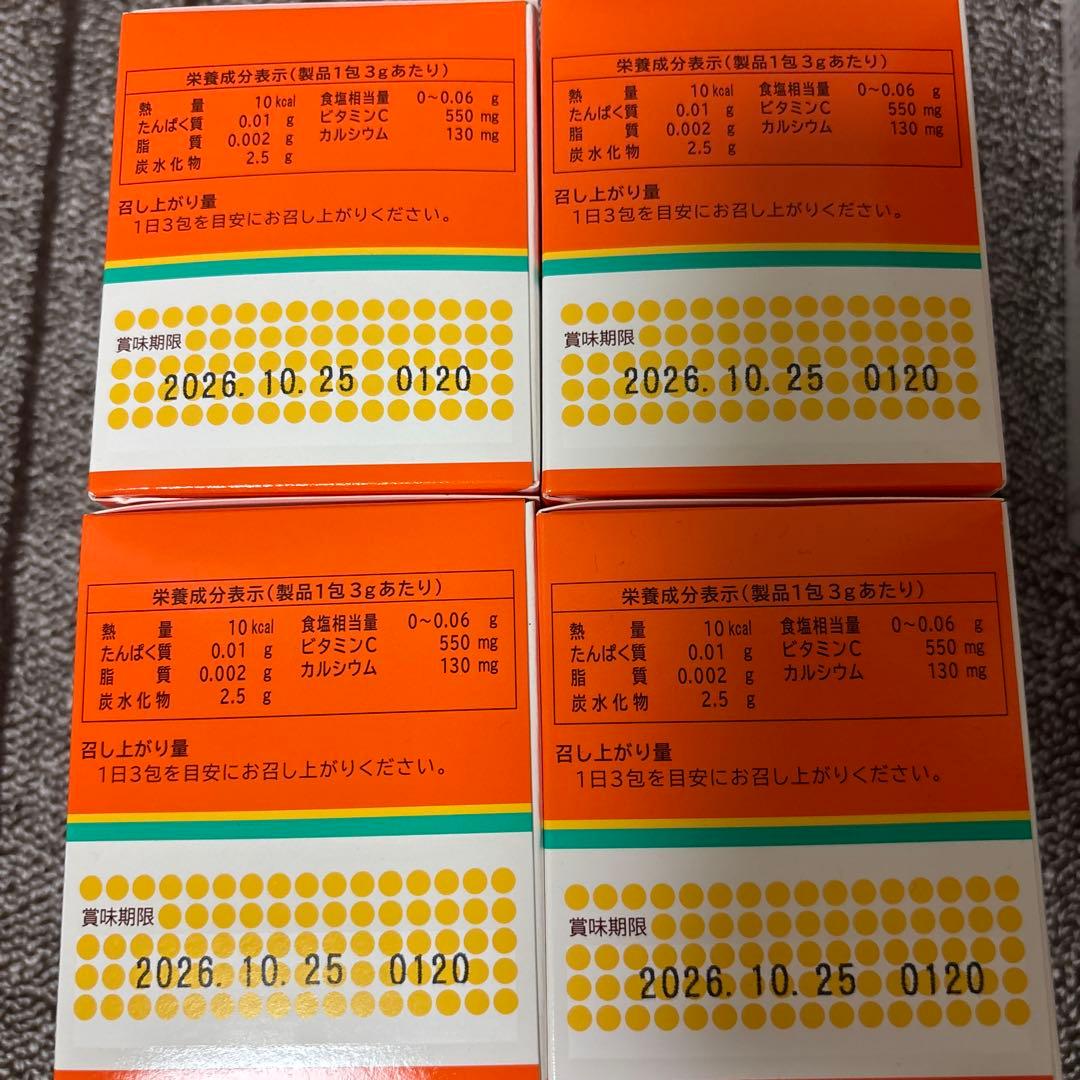 栄養成分表示(製品1包3gあたり)
熱量 10kcal 食塩相当量 0～0.06 g
たんぱく質 0.01 g ビタミンC 550 mg
脂質 0.002 g カルシウム 130 mg
炭水化物 2.5 g
召し上がり量
1日3包を目安にお召し上がりください。
賞味期限
2026.10.25 0120
栄養成分表示(製品1包3gあたり)
熱量 10kcal 食塩相当量 0～0.06 g
たんぱく質 0.01 g ビタミンC 550 mg
脂質 0.002 g カルシウム 130 mg
炭水化物 2.5 g
召し上がり量
1日3包を目安にお召し上がりください。
賞味期限
2026.10.25 0120
栄養成分表示(製品1包3gあたり)
熱量 10kcal 食塩相当量 0～0.06 g
たんぱく質 0.01 g ビタミンC 550 mg
脂質 0.002 g カルシウム 130 mg
炭水化物 2.5 g
召し上がり量
1日3包を目安にお召し上がりください。
賞味期限
2026.10.25 0120
栄養成分表示(製品1包3gあたり)
熱量 10kcal 食塩相当量 0～0.06 g
たんぱく質 0.01 g ビタミンC 550 mg
脂質 0.002 g カルシウム 130 mg
炭水化物 2.5 g
召し上がり量
1日3包を目安にお召し上がりください。
賞味期限
2026.10.25 0120